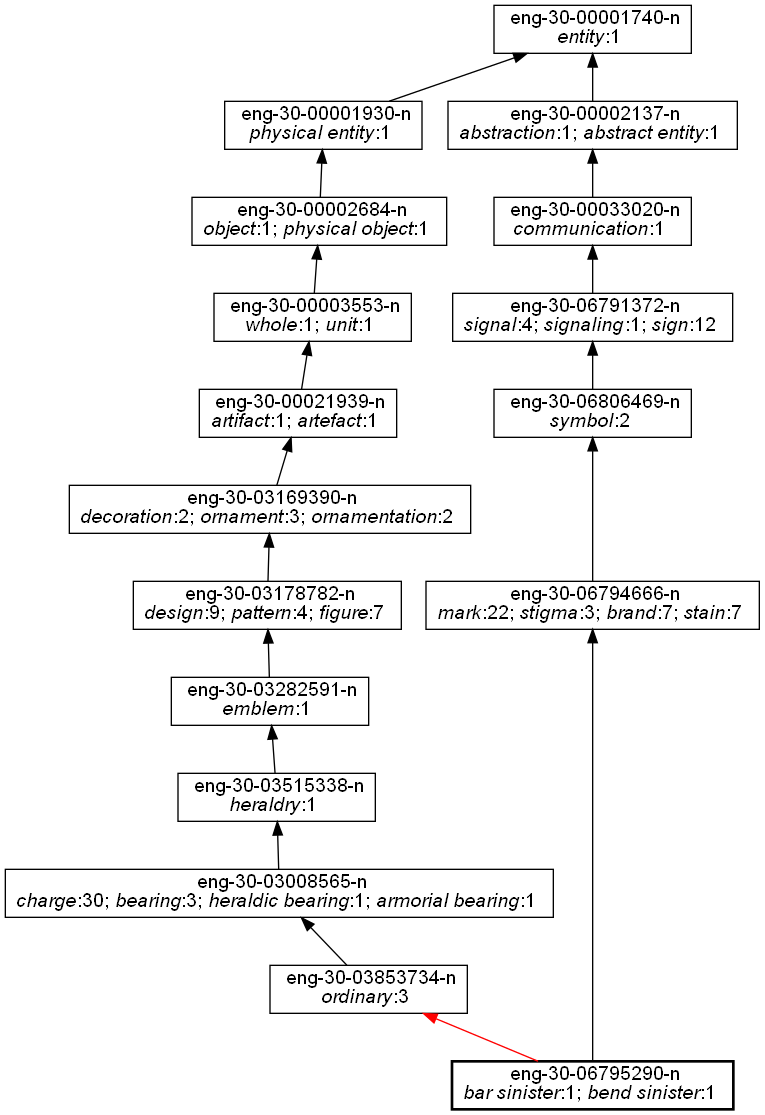 eng-30-00001740-n
entity:1
eng-30-00001930-n
physical entity:1
eng-30-00002137-n
abstraction:1; abstract entity:1
eng-30-00002684-n
object:1; physical object:1
eng-30-00033020-n
communication:1
eng-30-00003553-n
whole:1; unit:1
eng-30-06791372-n
signal:4; signaling:1; sign:12
eng-30-00021939-n
artifact:1; artefact:1
eng-30-06806469-n
symbol:2
eng-30-03169390-n
decoration:2; ornament:3; ornamentation:2
eng-30-03178782-n
design:9; pattern:4; figure:7
eng-30-06794666-n
mark:22; stigma:3; brand:7; stain:7
eng-30-03282591-n
emblem:1
eng-30-03515338-n
heraldry:1
eng-30-03008565-n
charge:30; bearing:3; heraldic bearing:1; armorial bearing:1
eng-30-03853734-n
ordinary:3
eng-30-06795290-n
bar sinister:1; bend sinister:1